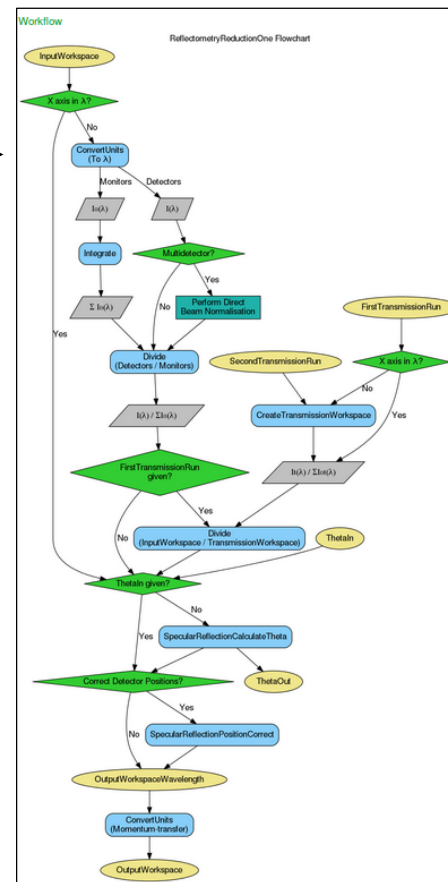 Workflow
ReflectometryReductionOne Flowchart
InputWorkspace
X axis in λ?
No
ConvertUnits
(To λ)
Monitors
Detectors
I₀(λ)
I(λ)
Integrate
Multidetector?
Yes
Σ I₀(λ)
No
Perform Direct
Beam Normalisation
FirstTransmissionRun
Yes
SecondTransmissionRun
X axis in λ?
Divide
(Detectors / Monitors)
No
CreateTransmissionWorkspace
Yes
I(λ) / ΣI₀(λ)
FirstTransmissionRun
given?
Yes
Divide
(InputWorkspace / TransmissionWorkspace)
No
ThetaIn
ThetaIn given?
No
Yes
SpecularReflectionCalculateTheta
Correct Detector Positions?
ThetaOut
Yes
No
SpecularReflectionPositionCorrect
OutputWorkspaceWavelength
ConvertUnits
(Momentum-transfer)
OutputWorkspace